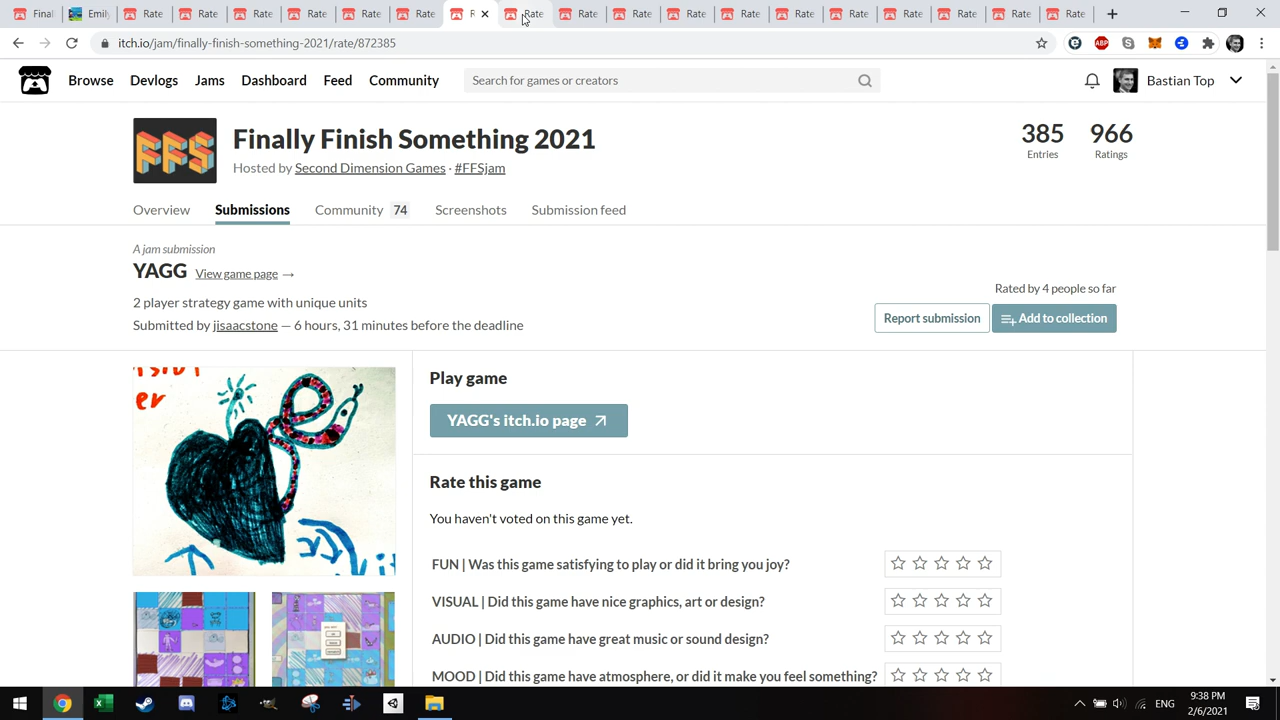 Final
Emily
Rate
Rate
Rate
Rate
Rate
Rate
R
Rate
Rate
Rate
Rate
Rate
Rate
Rate
Rate
Rate
Rate
Rate
itch.io/jam/finally-finish-something-2021/rate/872385
ABP
Browse Devlogs Jams Dashboard Feed Community Search for games or creators Bastian Top
FFS
Finally Finish Something 2021
Hosted by Second Dimension Games · #FFSjam
385 966
Entries Ratings
Overview Submissions Community 74 Screenshots Submission feed
A jam submission
YAGG View game page →
2 player strategy game with unique units
Submitted by jisaacstone — 6 hours, 31 minutes before the deadline
Rated by 4 people so far
Report submission Add to collection
er
Play game
YAGG's itch.io page
Rate this game
You haven't voted on this game yet.
FUN | Was this game satisfying to play or did it bring you joy?
VISUAL | Did this game have nice graphics, art or design?
AUDIO | Did this game have great music or sound design?
MOOD | Did this game have atmosphere, or did it make you feel something?
ENG
9:38 PM
2/6/2021